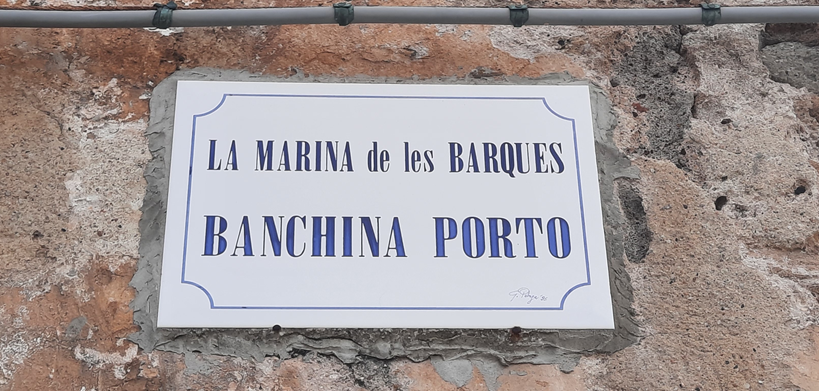 LA MARINA de les BARQUES
BANCHINA PORTO